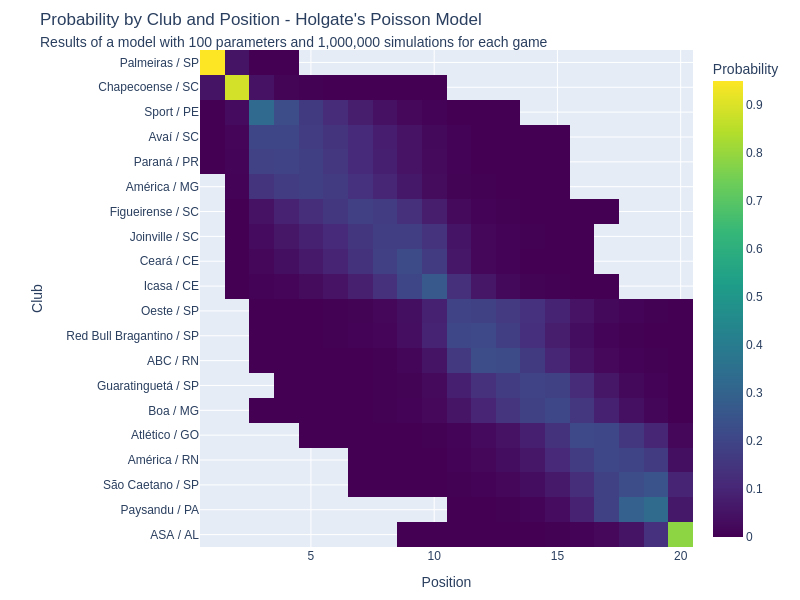 Probability by Club and Position - Holgate's Poisson Model
Results of a model with 100 parameters and 1,000,000 simulations for each game
Probability
Palmeiras / SP
Chapecoense / SC
Sport / PE
Avaí / SC
Paraná / PR
América / MG
Figueirense / SC
Joinville / SC
Ceará / CE
Icasa / CE
Oeste / SP
Red Bull Bragantino / SP
ABC / RN
Guaratinguetá / SP
Boa / MG
Atlético / GO
América / RN
São Caetano / SP
Paysandu / PA
ASA / AL
Club
5
10
15
20
Position
0.9
0.8
0.7
0.6
0.5
0.4
0.3
0.2
0.1
0